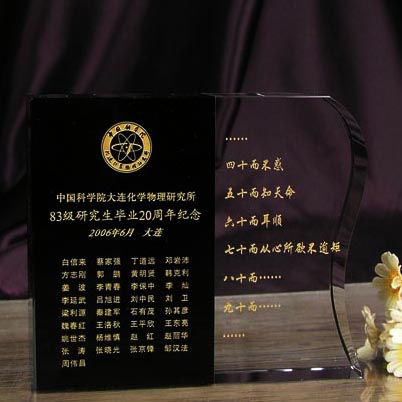 中国科学院大连化学物理研究所
83级研究生毕业20周年纪念
2006年6月 大连
白信来 蔡家强 丁道远 邓岩沛
方志刚 郭鹏 黄明贤 韩克利
姜波 李青春 李保中 李灿
李延武 吕旭进 刘中民 刘卫
梁利源 秦建军 石有茂 孙其彦
魏春红 王洛秋 王平欣 王东亮
姚世杰 杨维慎 赵红 赵丽华
张涛 张晓光 张京锋 邹汉法
周伟昌
……
四十而不惑
五十而知天命
六十而耳顺
七十而从心所欲不逾矩
八十而……
九十而……
……